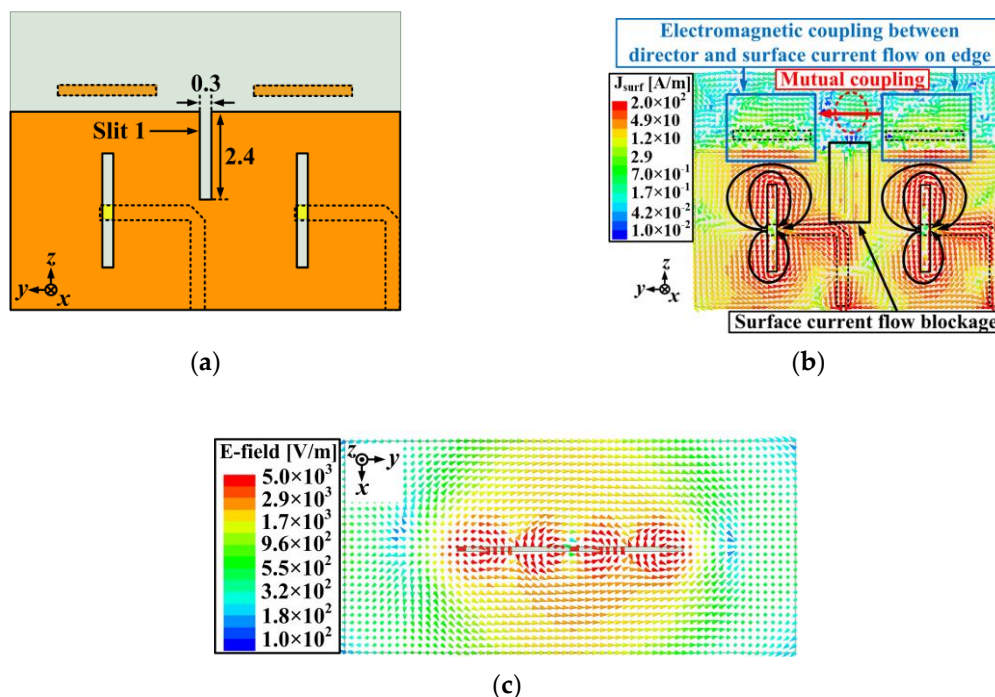 0.3
Slit 1
2.4
z
y
x
(a)
Electromagnetic coupling between
director and surface current flow on edge
Jsurf [A/m]
Mutual coupling
2.0×10²
4.9×10
1.2×10
2.9
7.0×10⁻¹
1.7×10⁻¹
4.2×10⁻²
1.0×10⁻²
z
y
x
Surface current flow blockage
(b)
E-field [V/m]
5.0×10³
2.9×10³
1.7×10³
9.6×10²
5.5×10²
3.2×10²
1.8×10²
1.0×10²
z
y
x
(c)